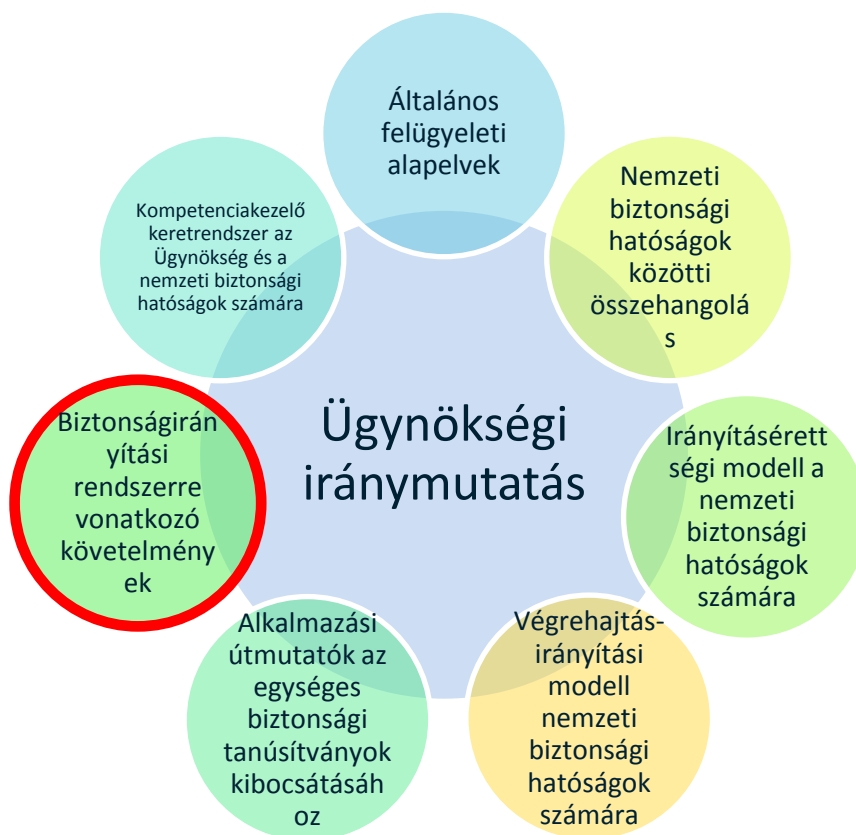 Általános
felügyeleti
alapelvek
Nemzeti
biztonsági
hatóságok
közötti
összehangolá
s
Irányításérett
ségi modell a
nemzeti
biztonsági
hatóságok
számára
Végrehajtás-
irányítási
modell
nemzeti
biztonsági
hatóságok
számára
Alkalmazási
útmutatók az
egységes
biztonsági
tanúsítványok
kibocsátásáh
oz
Biztonságirán
yítási
rendszerre
vonatkozó
követelmény
ek
Kompetenciakezelő
keretrendszer az
Ügynökség és a
nemzeti biztonsági
hatóságok számára
Ügynökségi
iránymutatás